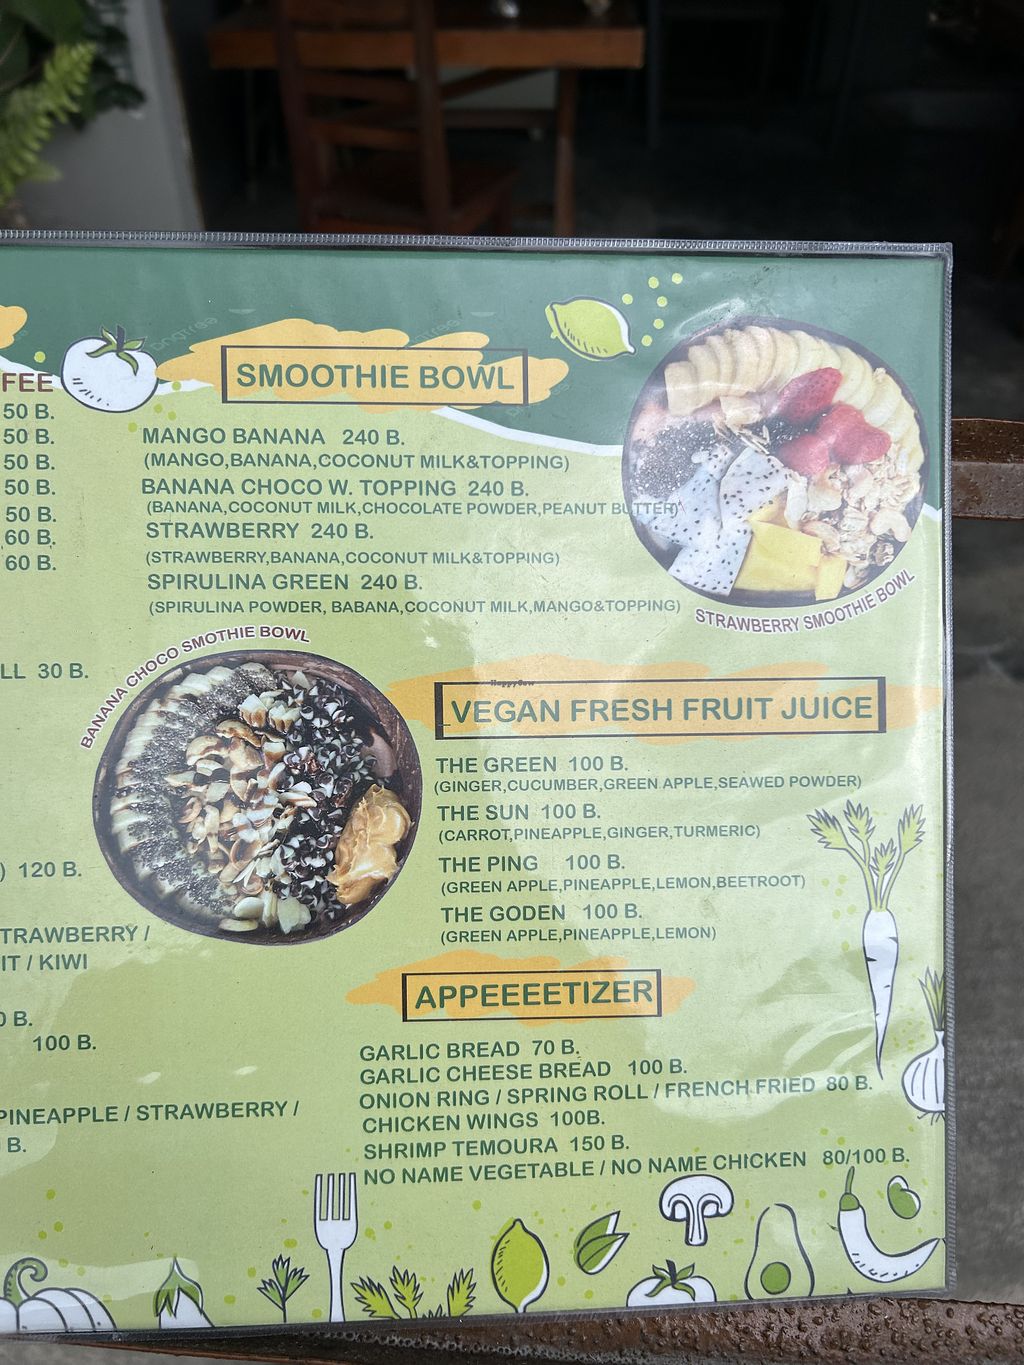 FEE
50 B.
50 B.
50 B.
50 B.
50 B.
60 B.
60 B.
LL 30 B.
) 120 B.
TRAWBERRY /
IT / KIWI
0 B.
100 B.
PINEAPPLE / STRAWBERRY /
B.
SMOOTHIE BOWL
MANGO BANANA 240 B.
(MANGO,BANANA,COCONUT MILK&TOPPING)
BANANA CHOCO W. TOPPING 240 B.
(BANANA,COCONUT MILK,CHOCOLATE POWDER,PEANUT BUTTER)
STRAWBERRY 240 B.
(STRAWBERRY,BANANA,COCONUT MILK&TOPPING)
SPIRULINA GREEN 240 B.
(SPIRULINA POWDER, BABANA,COCONUT MILK,MANGO&TOPPING)
STRAWBERRY SMOOTHIE BOWL
BANANA CHOCO SMOTHIE BOWL
HappyCow
VEGAN FRESH FRUIT JUICE
THE GREEN 100 B.
(GINGER,CUCUMBER,GREEN APPLE,SEAWED POWDER)
THE SUN 100 B.
(CARROT,PINEAPPLE,GINGER,TURMERIC)
THE PING 100 B.
(GREEN APPLE,PINEAPPLE,LEMON,BEETROOT)
THE GODEN 100 B.
(GREEN APPLE,PINEAPPLE,LEMON)
APPEEEETIZER
GARLIC BREAD 70 B.
GARLIC CHEESE BREAD 100 B.
ONION RING / SPRING ROLL / FRENCH FRIED 80 B.
CHICKEN WINGS 100B.
SHRIMP TEMOURA 150 B.
NO NAME VEGETABLE / NO NAME CHICKEN 80/100 B.